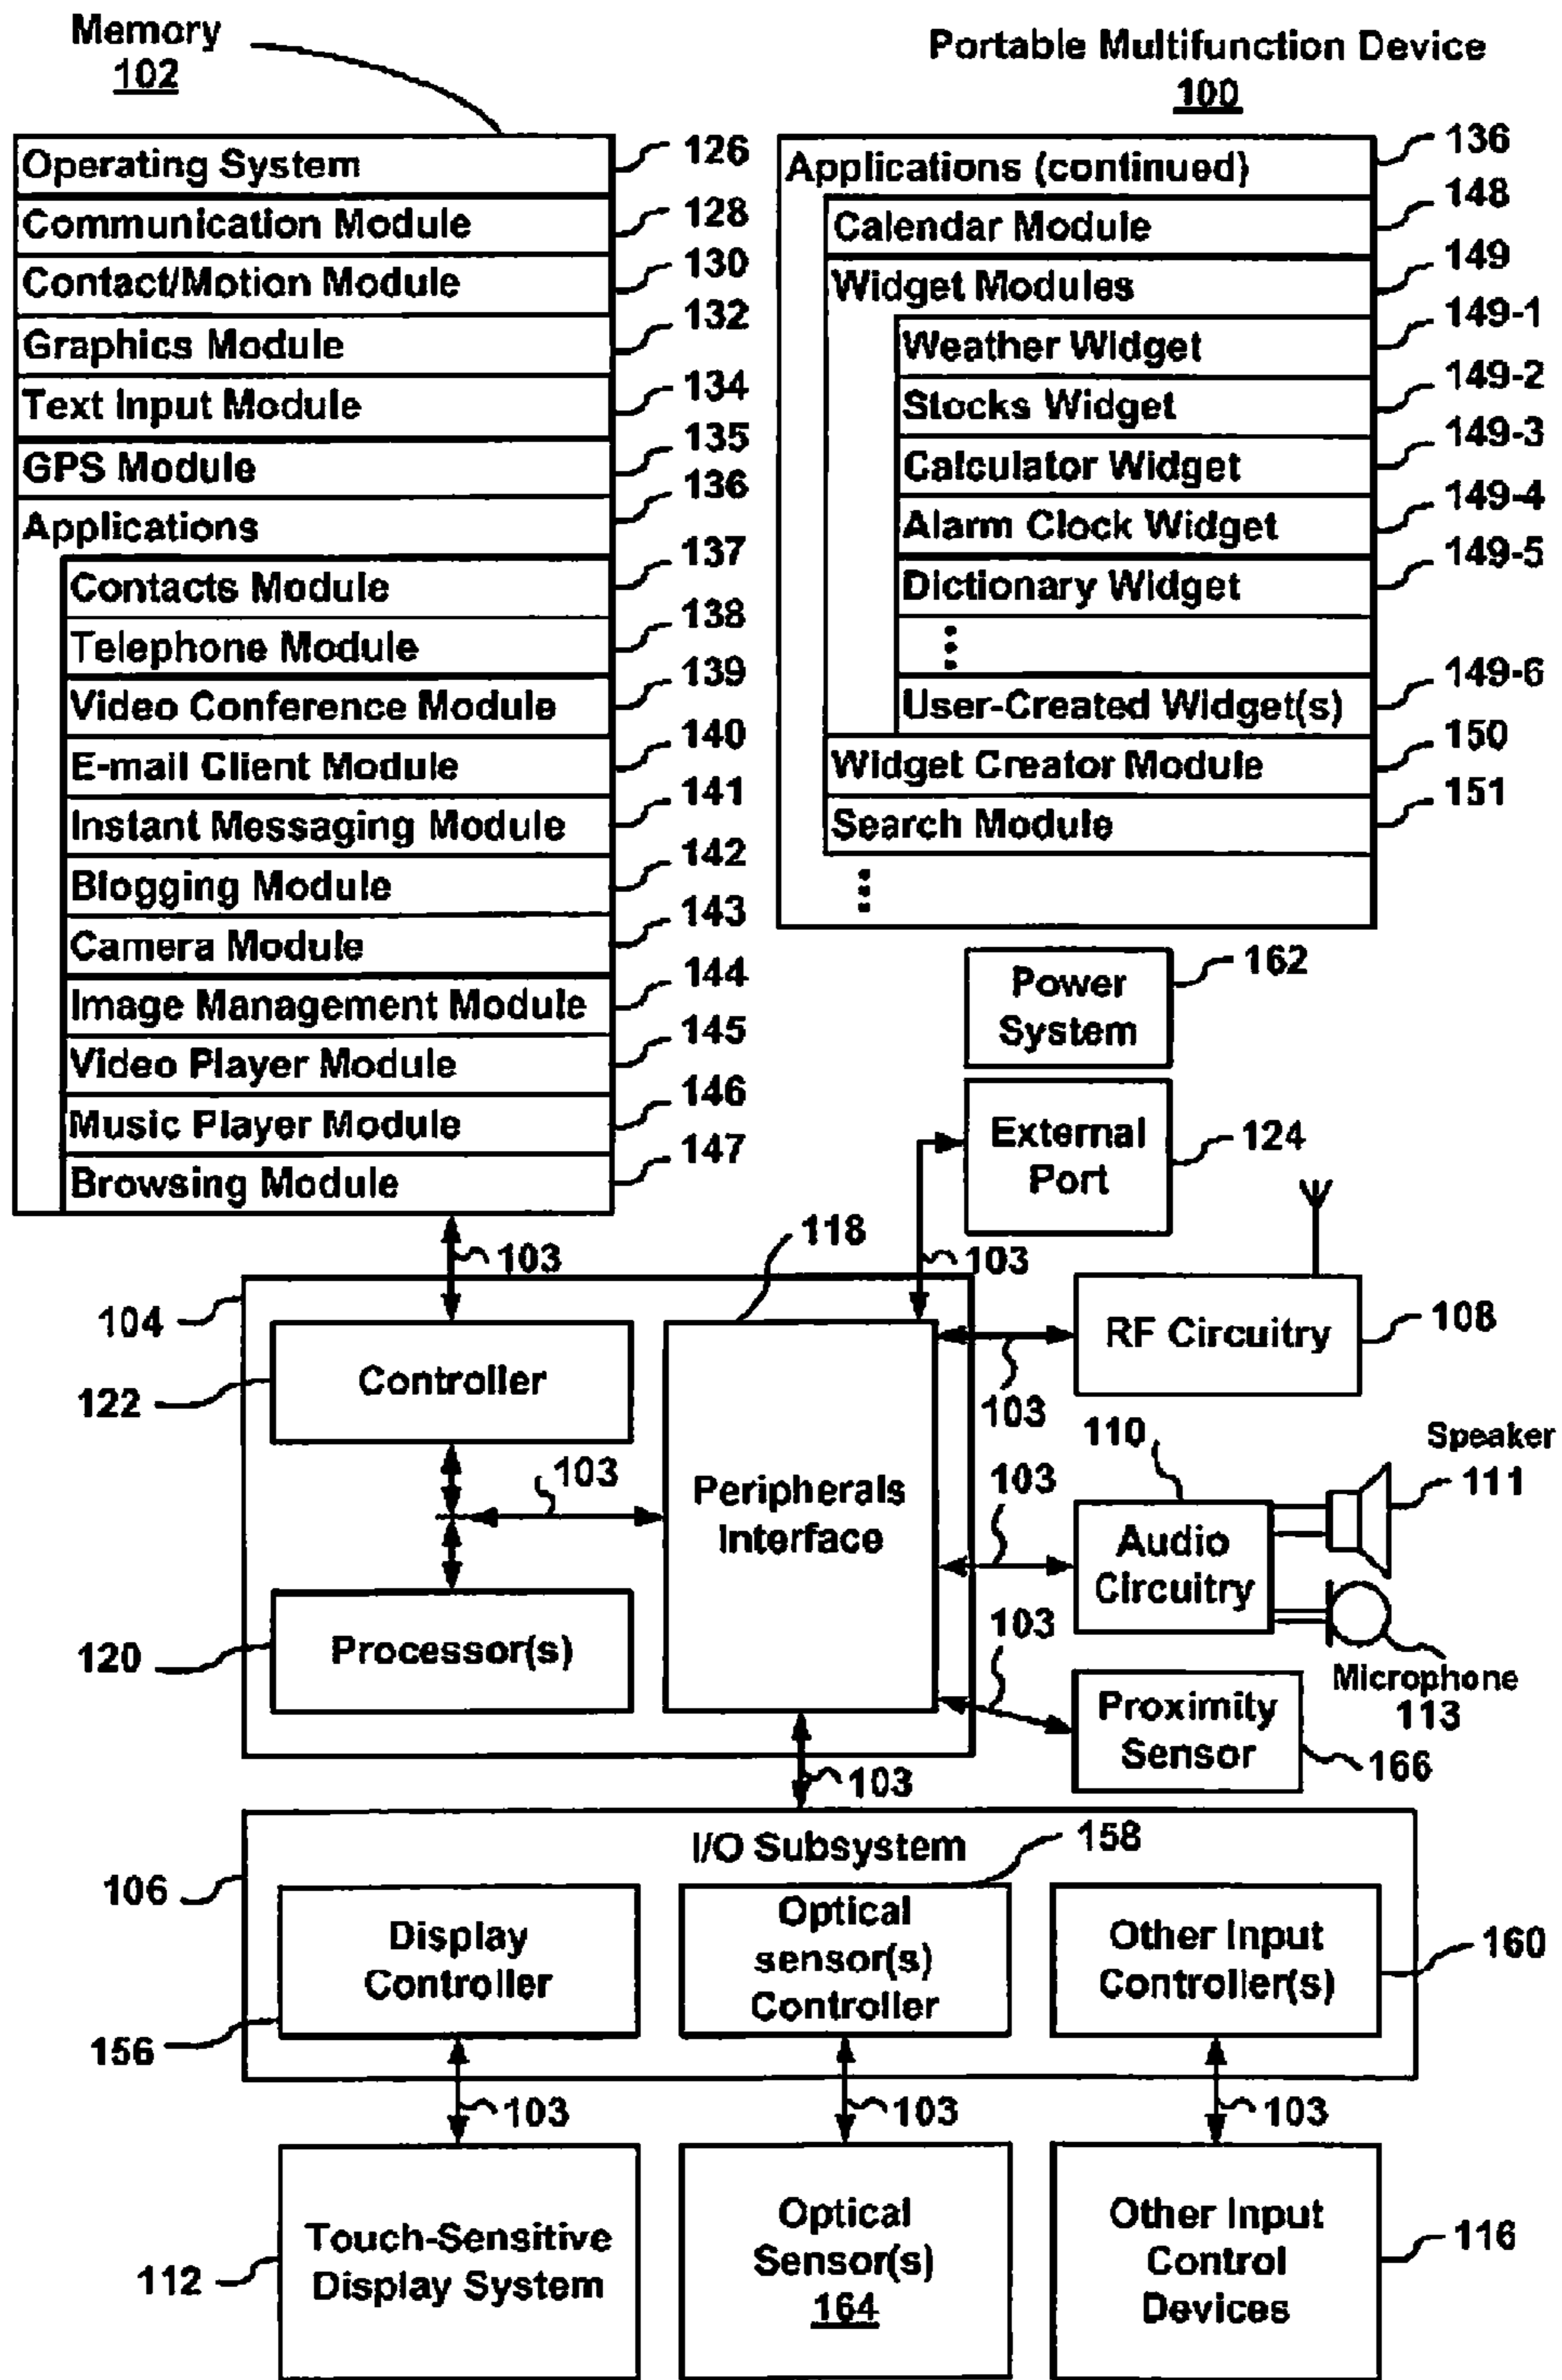 Memory
102
Portable Multifunction Device
100
Operating System
126
Communication Module
128
Contact/Motion Module
130
Graphics Module
132
Text Input Module
134
GPS Module
135
Applications
136
Contacts Module
137
Telephone Module
138
Video Conference Module
139
E-mail Client Module
140
Instant Messaging Module
141
Blogging Module
142
Camera Module
143
Image Management Module
144
Video Player Module
145
Music Player Module
146
Browsing Module
147
Applications (continued)
136
Calendar Module
148
Widget Modules
149
Weather Widget
149-1
Stocks Widget
149-2
Calculator Widget
149-3
Alarm Clock Widget
149-4
Dictionary Widget
149-5
User-Created Widget(s)
149-6
Widget Creator Module
150
Search Module
151
Power
System
162
External
Port
124
103
118
103
104
Controller
122
RF Circuitry
108
103
103
Peripherals
Interface
110
Speaker
111
103
Audio
Circuitry
Processor(s)
120
103
Microphone
113
Proximity
Sensor
166
103
I/O Subsystem
158
106
Display
Controller
156
Optical
sensor(s)
Controller
Other Input
Controller(s)
160
103
103
103
Touch-Sensitive
Display System
112
Optical
Sensor(s)
164
Other Input
Control
Devices
116